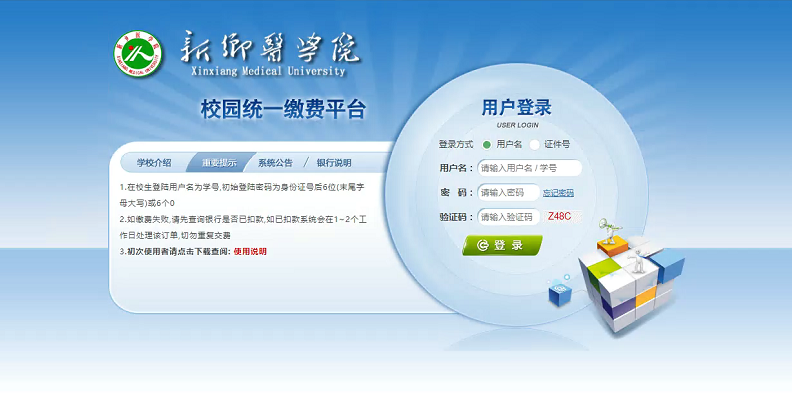 新乡医学院
Xinxiang Medical University
校园统一缴费平台
学校介绍 重要提示 系统公告 银行说明
1.在校生登陆用户名为学号,初始登陆密码为身份证号后6位(末尾字
母大写)或6个0
2.如缴费失败,请先查询银行是否已扣款,如已扣款系统会在1~2个工
作日处理该订单,切勿重复交费
3.初次使用者请点击下载查阅: 使用说明
用户登录
USER LOGIN
登录方式 用户名 证件号
用户名: 请输入用户名 / 学号
密 码: 请输入密码 忘记密码
验证码: 请输入验证码 Z48C
登 录